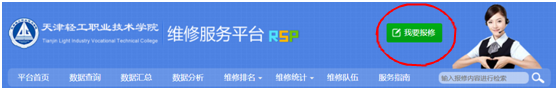 天津轻工职业技术学院
Tianjin Light Industry Vocational Technical College
维修服务平台 RSP
我要报修
平台首页 数据查询 数据汇总 数据分析 维修排名 维修统计 维修队伍 服务指南
输入报修内容进行检索